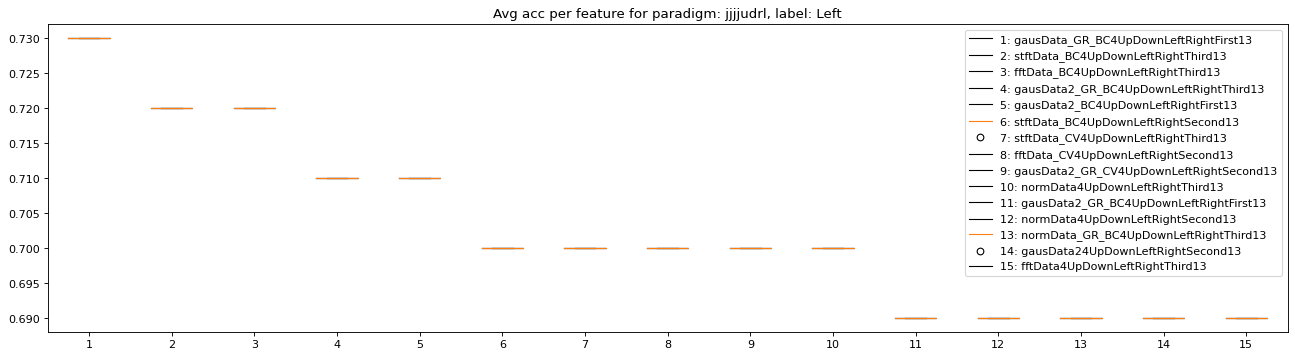 Avg acc per feature for paradigm: jjjjudrl, label: Left
0.730
0.725
0.720
0.715
0.710
0.705
0.700
0.695
0.690
1 2 3 4 5 6 7 8 9 10 11 12 13 14 15
1: gausData_GR_BC4UpDownLeftRightFirst13
2: stftData_BC4UpDownLeftRightThird13
3: fftData_BC4UpDownLeftRightThird13
4: gausData2_GR_BC4UpDownLeftRightThird13
5: gausData2_BC4UpDownLeftRightFirst13
6: stftData_BC4UpDownLeftRightSecond13
7: stftData_CV4UpDownLeftRightThird13
8: fftData_CV4UpDownLeftRightSecond13
9: gausData2_GR_CV4UpDownLeftRightSecond13
10: normData4UpDownLeftRightThird13
11: gausData2_GR_BC4UpDownLeftRightFirst13
12: normData4UpDownLeftRightSecond13
13: normData_GR_BC4UpDownLeftRightThird13
14: gausData24UpDownLeftRightSecond13
15: fftData4UpDownLeftRightThird13